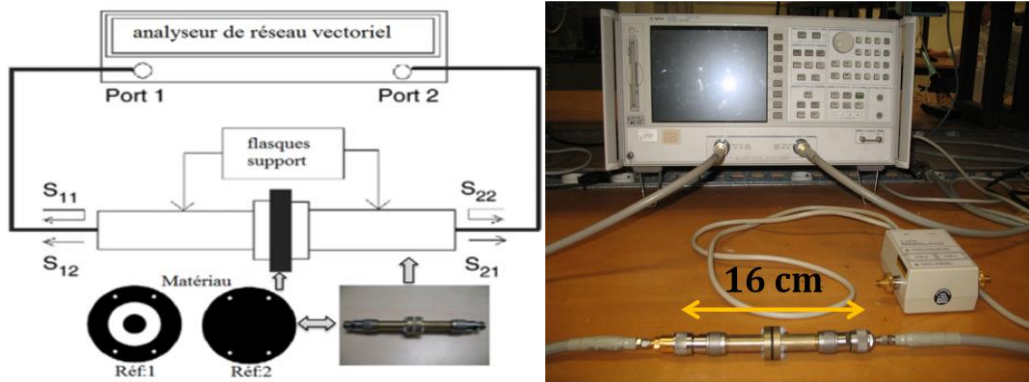 analyseur de réseau vectoriel
Port 1
Port 2
flasques
support
S11
S22
S12
S21
Matériau
Réf:1
Réf:2
16 cm